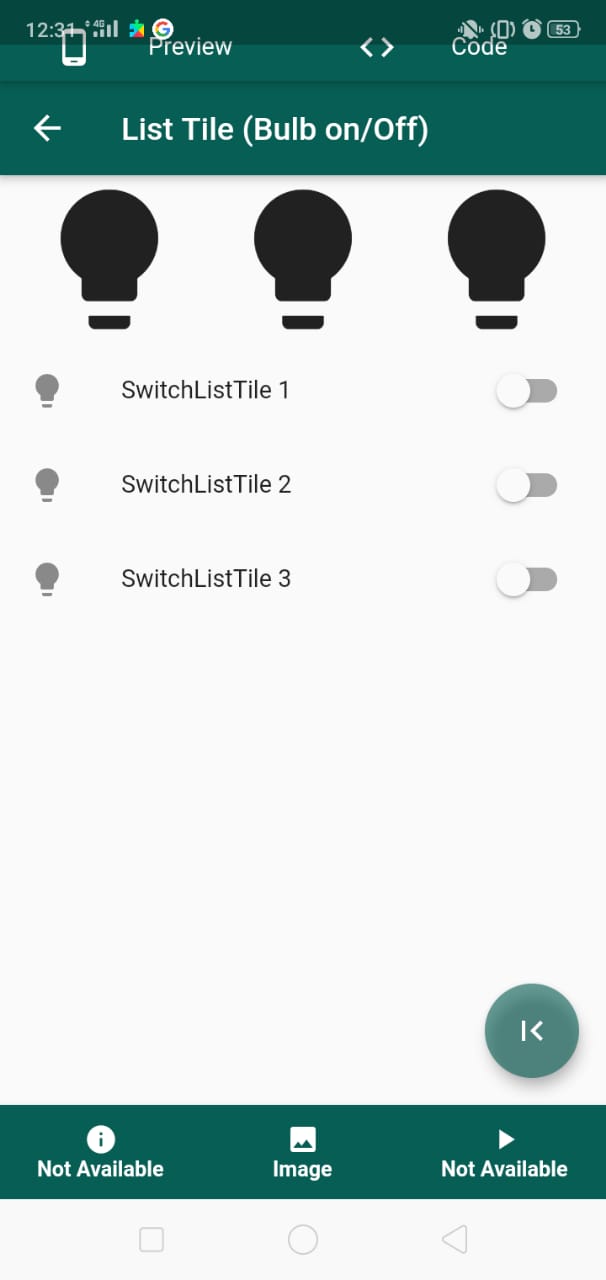 12:31 4G 53
Preview Code
List Tile (Bulb on/Off)
SwitchListTile 1
SwitchListTile 2
SwitchListTile 3
Not Available Image Not Available